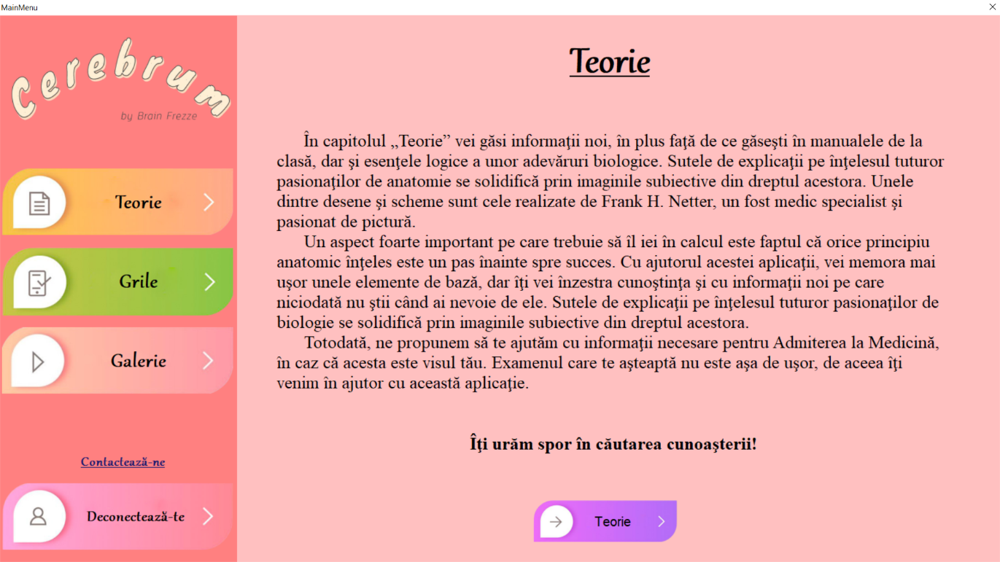 MainMenu
Cerebrum
by Brain Frezze
Teorie
Grile
Galerie
Contactează-ne
Deconectează-te
Teorie
În capitolul „Teorie” vei găsi informaţii noi, în plus faţă de ce găseşti în manualele de la
clasă, dar şi esenţele logice a unor adevăruri biologice. Sutele de explicaţii pe înţelesul tuturor
pasionaţilor de anatomie se solidifică prin imaginile subiective din dreptul acestora. Unele
dintre desene şi scheme sunt cele realizate de Frank H. Netter, un fost medic specialist şi
pasionat de pictură.
Un aspect foarte important pe care trebuie să îl iei în calcul este faptul că orice principiu
anatomic înţeles este un pas înainte spre succes. Cu ajutorul acestei aplicaţii, vei memora mai
uşor unele elemente de bază, dar îţi vei înzestra cunoştinţa şi cu informaţii noi pe care
niciodată nu ştii când ai nevoie de ele. Sutele de explicaţii pe înţelesul tuturor pasionaţilor de
biologie se solidifică prin imaginile subiective din dreptul acestora.
Totodată, ne propunem să te ajutăm cu informaţii necesare pentru Admiterea la Medicină,
în caz că acesta este visul tău. Examenul care te aşteaptă nu este aşa de uşor, de aceea îţi
venim în ajutor cu această aplicaţie.
Îţi urăm spor în căutarea cunoaşterii!
Teorie